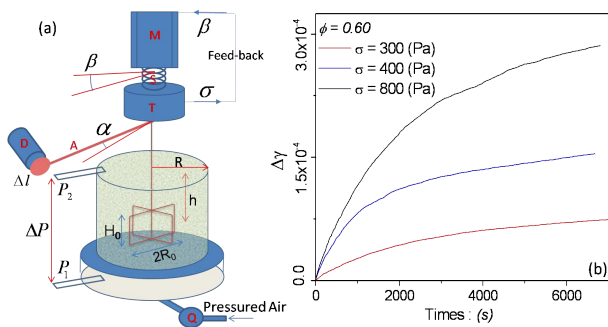 (a)
M
β
Feed-back
β
S
σ
T
D
A
α
Δl
P₂
R
h
ΔP
H₀
2R₀
P₁
Pressured Air
Q
ϕ = 0.60
σ = 300 (Pa)
σ = 400 (Pa)
σ = 800 (Pa)
3.0x10⁻⁴
1.5x10⁻⁴
0.0
Δγ
0 2000 4000 6000
Times : (s)
(b)